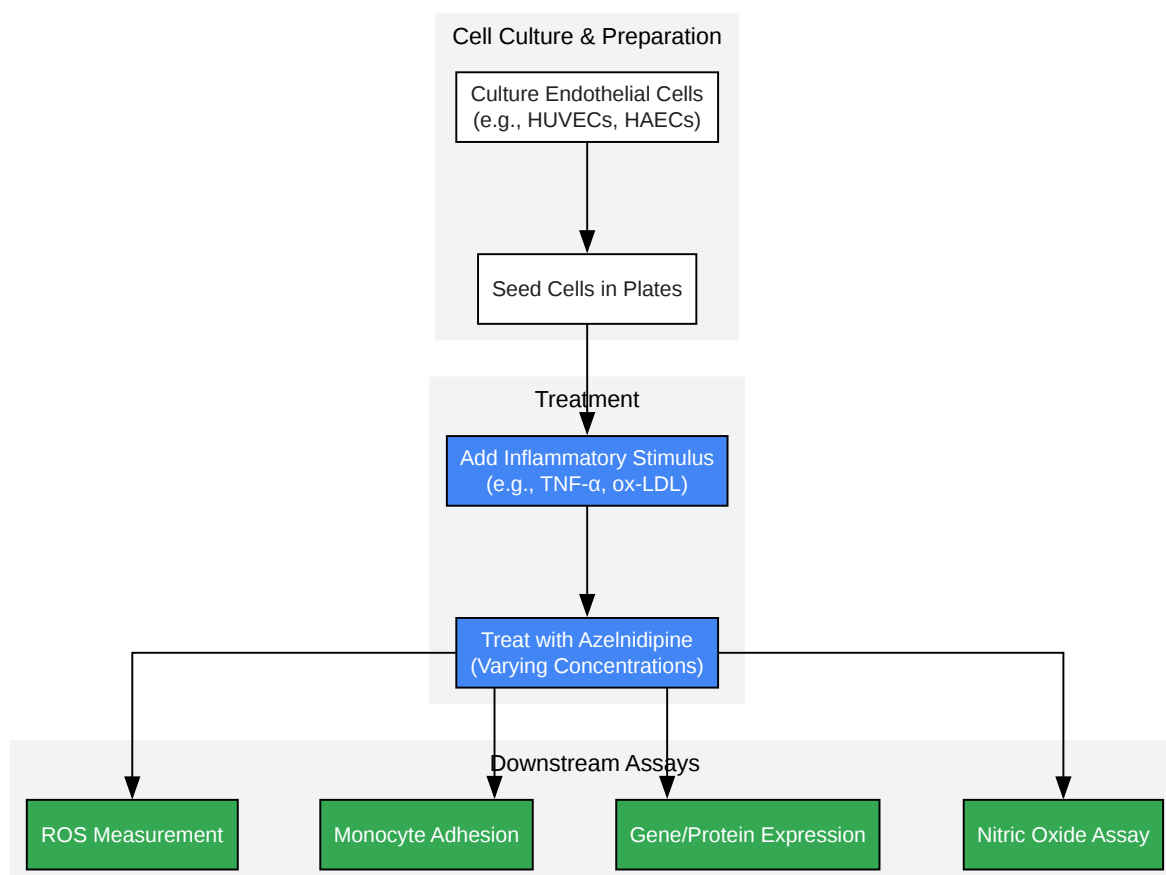 Cell Culture & Preparation
Culture Endothelial Cells
(e.g., HUVECs, HAECs)
Seed Cells in Plates
Treatment
Add Inflammatory Stimulus
(e.g., TNF-α, ox-LDL)
Treat with Azelnidipine
(Varying Concentrations)
Downstream Assays
ROS Measurement
Monocyte Adhesion
Gene/Protein Expression
Nitric Oxide Assay